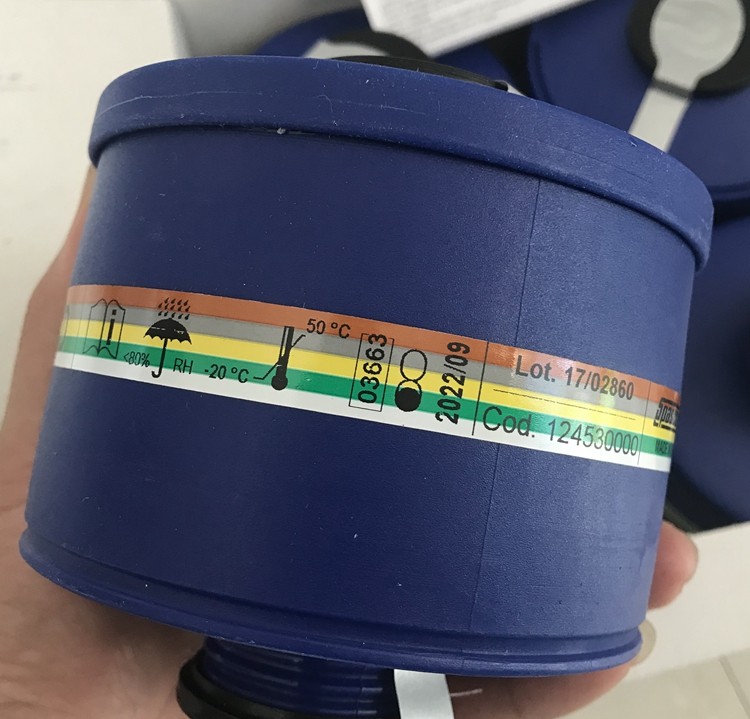 i
<80% RH
-20 °C
50 °C
03663
2022/09
Lot. 17/02860
Cod. 124530000